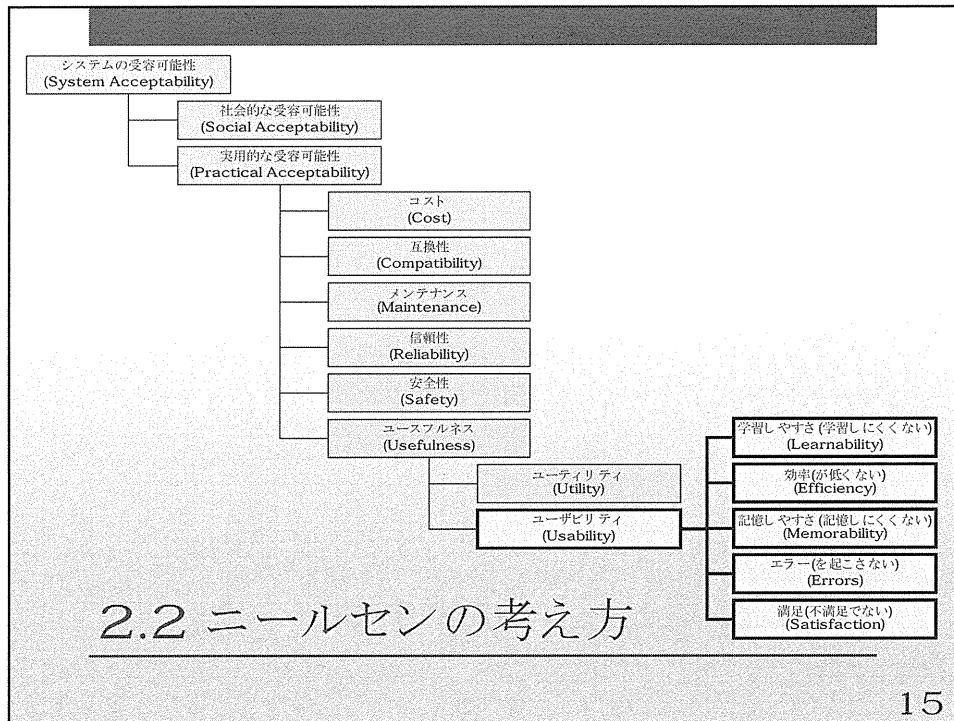 システムの受容可能性
(System Acceptability)
社会的な受容可能性
(Social Acceptability)
実用的な受容可能性
(Practical Acceptability)
コスト
(Cost)
互換性
(Compatibility)
メンテナンス
(Maintenance)
信頼性
(Reliability)
安全性
(Safety)
ユースフルネス
(Usefulness)
ユーティリティ
(Utility)
ユーザビリティ
(Usability)
学習しやすさ(学習しにくくない)
(Learnability)
効率(が低くない)
(Efficiency)
記憶しやすさ(記憶しにくくない)
(Memorability)
エラー(を起こさない)
(Errors)
満足(不満足でない)
(Satisfaction)
2.2 ニールセンの考え方
15